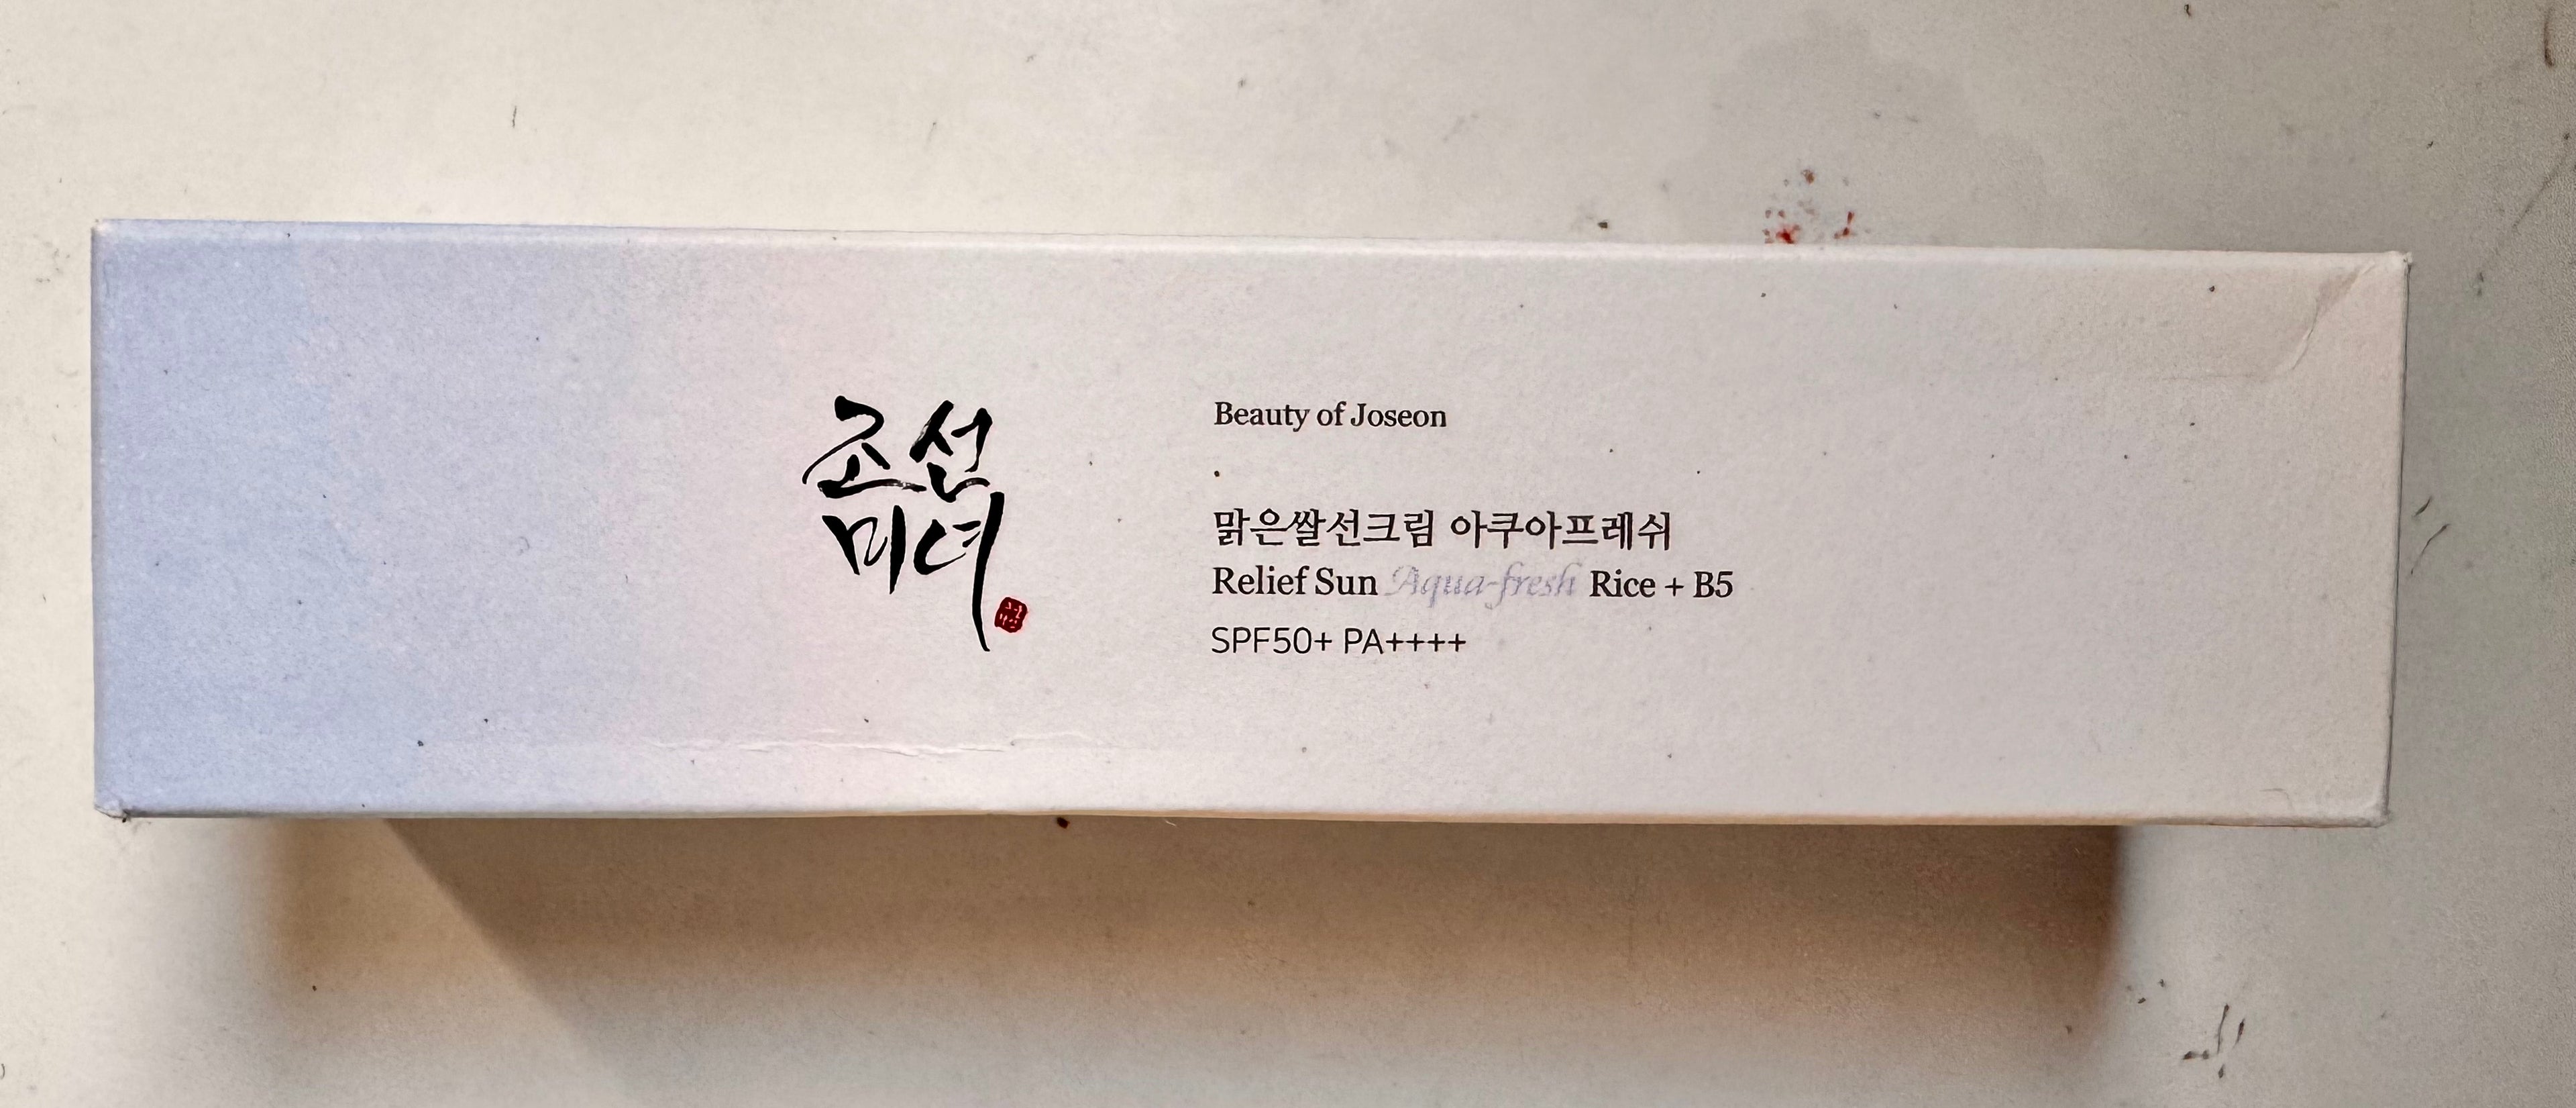 조선
미녀
Beauty of Joseon
맑은쌀선크림 아쿠아프레쉬
Relief Sun Aqua-fresh Rice + B5
SPF50+ PA++++